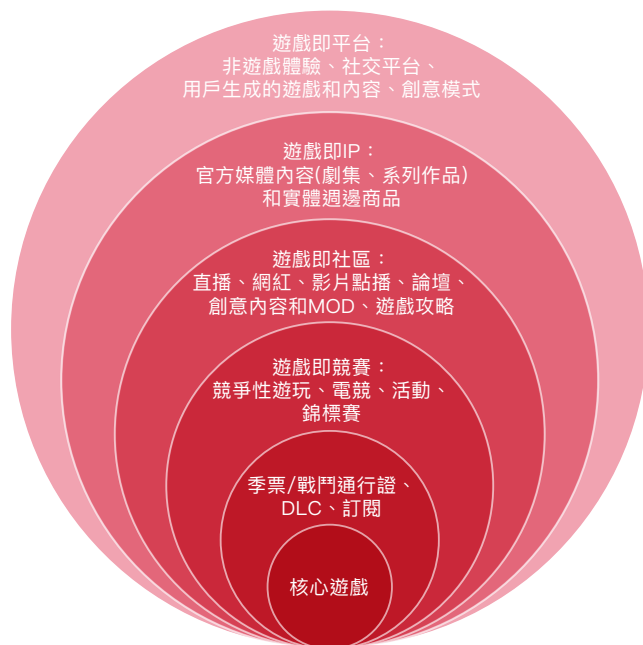 遊戲即平台：
非遊戲體驗、社交平台、
用戶生成的遊戲和內容、創意模式
遊戲即IP：
官方媒體內容(劇集、系列作品)
和實體週邊商品
遊戲即社區：
直播、網紅、影片點播、論壇、
創意內容和MOD、遊戲攻略
遊戲即競賽：
競爭性遊玩、電競、活動、
錦標賽
季票/戰鬥通行證、
DLC、訂閱
核心遊戲